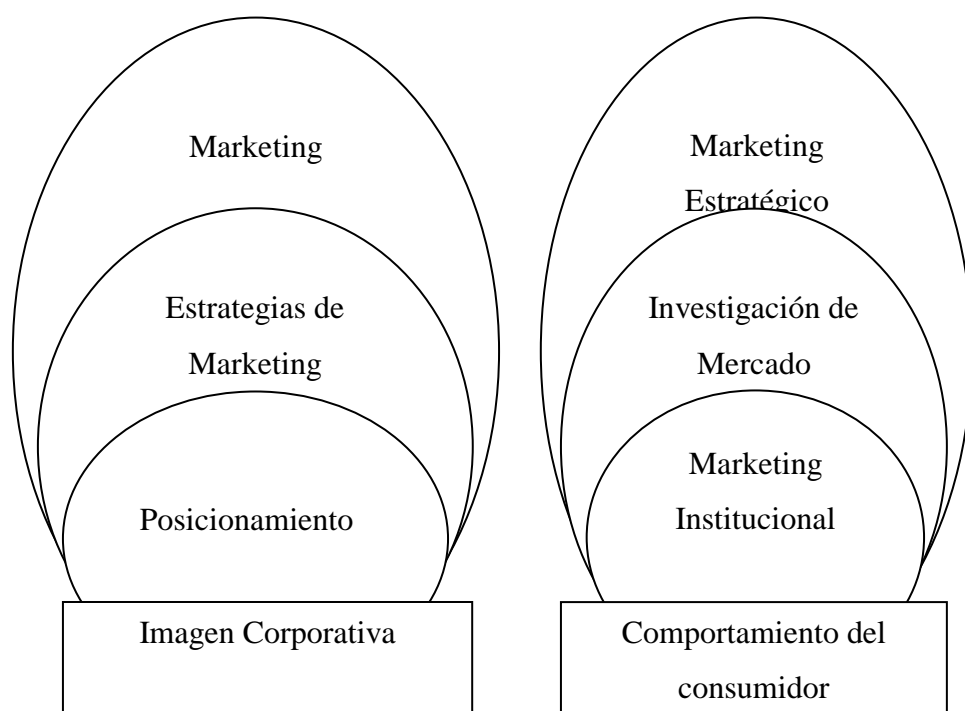 Marketing
Estrategias de
Marketing
Posicionamiento
Imagen Corporativa
Marketing
Estratégico
Investigación de
Mercado
Marketing
Institucional
Comportamiento del
consumidor